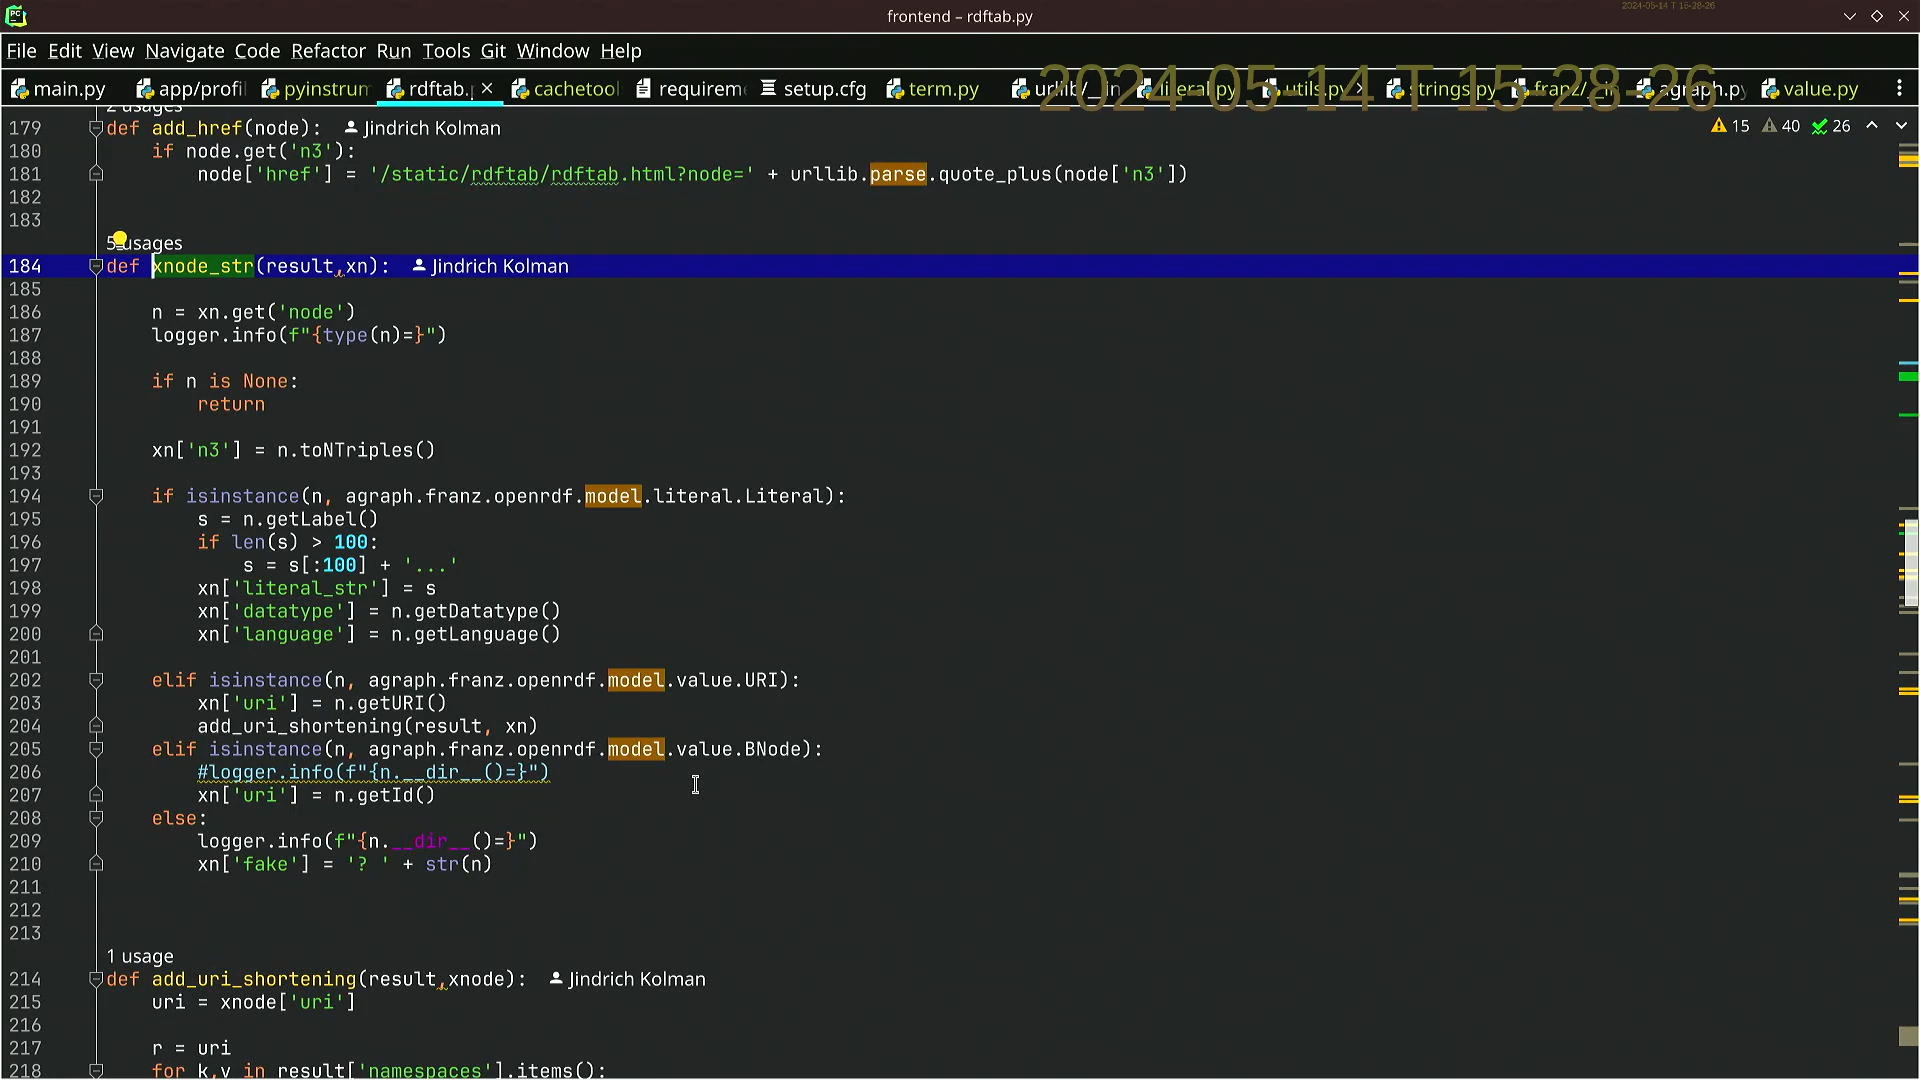 2024-05-14 T 15-28-26
frontend – rdftab.py
File Edit View Navigate Code Refactor Run Tools Git Window Help
2024-05-14 T 15-28-26
main.py app/profil pyinstrum rdftab. cachetool requirem setup.cfg term.py urllib/_in literal.py utils.py strings.py franz/_in agraph.py value.py
2 usages
15 40 26
179 def add_href(node): Jindrich Kolman
180 if node.get('n3'):
181 node['href'] = '/static/rdftab/rdftab.html?node=' + urllib.parse.quote_plus(node['n3'])
182
183
5 usages
184 def xnode_str(result,xn): Jindrich Kolman
185
186 n = xn.get('node')
187 logger.info(f"{type(n)=}")
188
189 if n is None:
190 return
191
192 xn['n3'] = n.toNTriples()
193
194 if isinstance(n, agraph.franz.openrdf.model.literal.Literal):
195 s = n.getLabel()
196 if len(s) > 100:
197 s = s[:100] + '...'
198 xn['literal_str'] = s
199 xn['datatype'] = n.getDatatype()
200 xn['language'] = n.getLanguage()
201
202 elif isinstance(n, agraph.franz.openrdf.model.value.URI):
203 xn['uri'] = n.getURI()
204 add_uri_shortening(result, xn)
205 elif isinstance(n, agraph.franz.openrdf.model.value.BNode):
206 #logger.info(f"{n.__dir__()=}")
207 xn['uri'] = n.getId()
208 else:
209 logger.info(f"{n.__dir__()=}")
210 xn['fake'] = '? ' + str(n)
211
212
213
1 usage
214 def add_uri_shortening(result,xnode): Jindrich Kolman
215 uri = xnode['uri']
216
217 r = uri
218 for k,v in result['namespaces'].items():